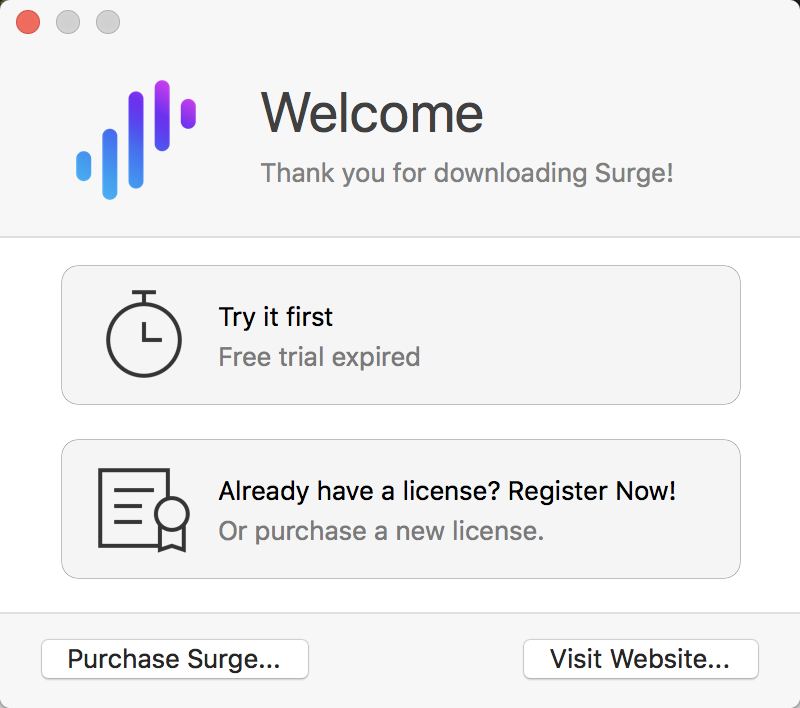 Welcome
Thank you for downloading Surge!
Try it first
Free trial expired
Already have a license? Register Now!
Or purchase a new license.
Purchase Surge...
Visit Website...